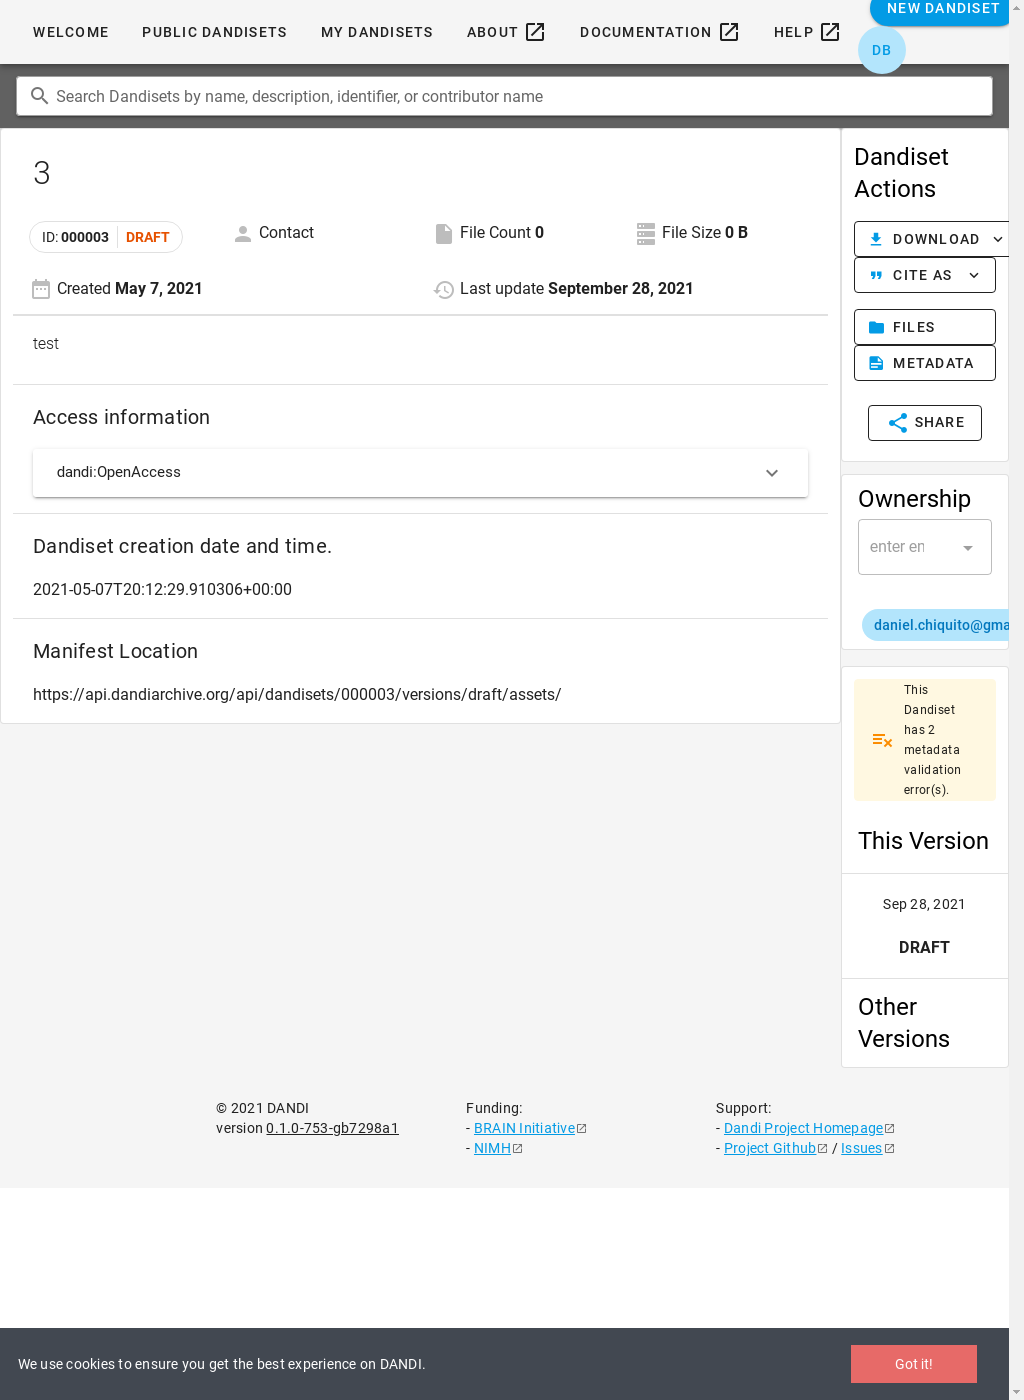 WELCOME PUBLIC DANDISETS MY DANDISETS ABOUT DOCUMENTATION HELP NEW DANDISET
DB
Search Dandisets by name, description, identifier, or contributor name
3
ID: 000003 DRAFT Contact File Count 0 File Size 0 B
Created May 7, 2021 Last update September 28, 2021
test
Access information
dandi:OpenAccess
Dandiset creation date and time.
2021-05-07T20:12:29.910306+00:00
Manifest Location
https://api.dandiarchive.org/api/dandisets/000003/versions/draft/assets/
Dandiset
Actions
DOWNLOAD
CITE AS
FILES
METADATA
SHARE
Ownership
enter en
daniel.chiquito@gma
This
Dandiset
has 2
metadata
validation
error(s).
This Version
Sep 28, 2021
DRAFT
Other
Versions
© 2021 DANDI
version 0.1.0-753-gb7298a1
Funding:
- BRAIN Initiative
- NIMH
Support:
- Dandi Project Homepage
- Project Github / Issues
We use cookies to ensure you get the best experience on DANDI.
Got it!